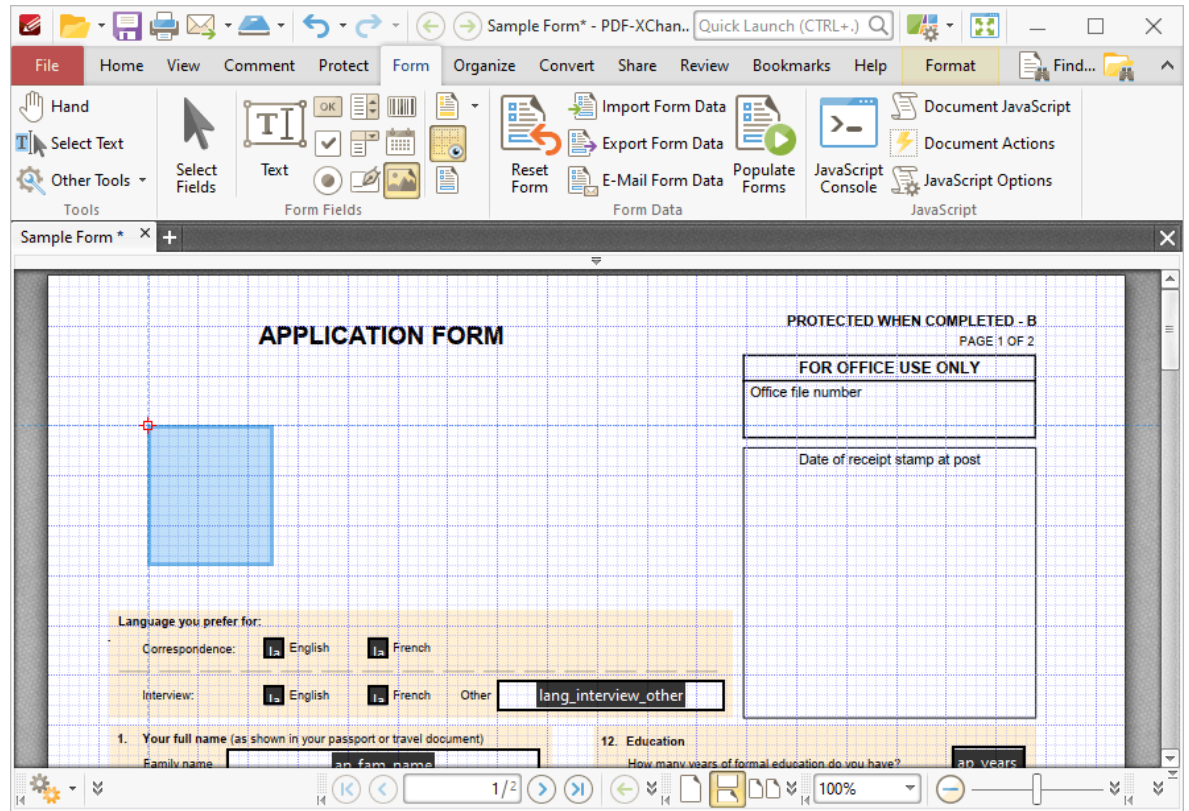 Sample Form* - PDF-XChan.. Quick Launch (CTRL+.)
File Home View Comment Protect Form Organize Convert Share Review Bookmarks Help Format Find...
Hand
Select Text
Other Tools
Tools
Select Fields
Text
OK
Form Fields
Reset Form
Import Form Data
Export Form Data
E-Mail Form Data
Populate Forms
Form Data
JavaScript Console
Document JavaScript
Document Actions
JavaScript Options
JavaScript
Sample Form *
APPLICATION FORM
PROTECTED WHEN COMPLETED - B
PAGE 1 OF 2
FOR OFFICE USE ONLY
Office file number
Date of receipt stamp at post
Language you prefer for:
Correspondence: la English la French
Interview: la English la French Other lang_interview_other
1. Your full name (as shown in your passport or travel document)
Family name ap_fam_name
12. Education
How many years of formal education do you have? ap_years
1/2
100%